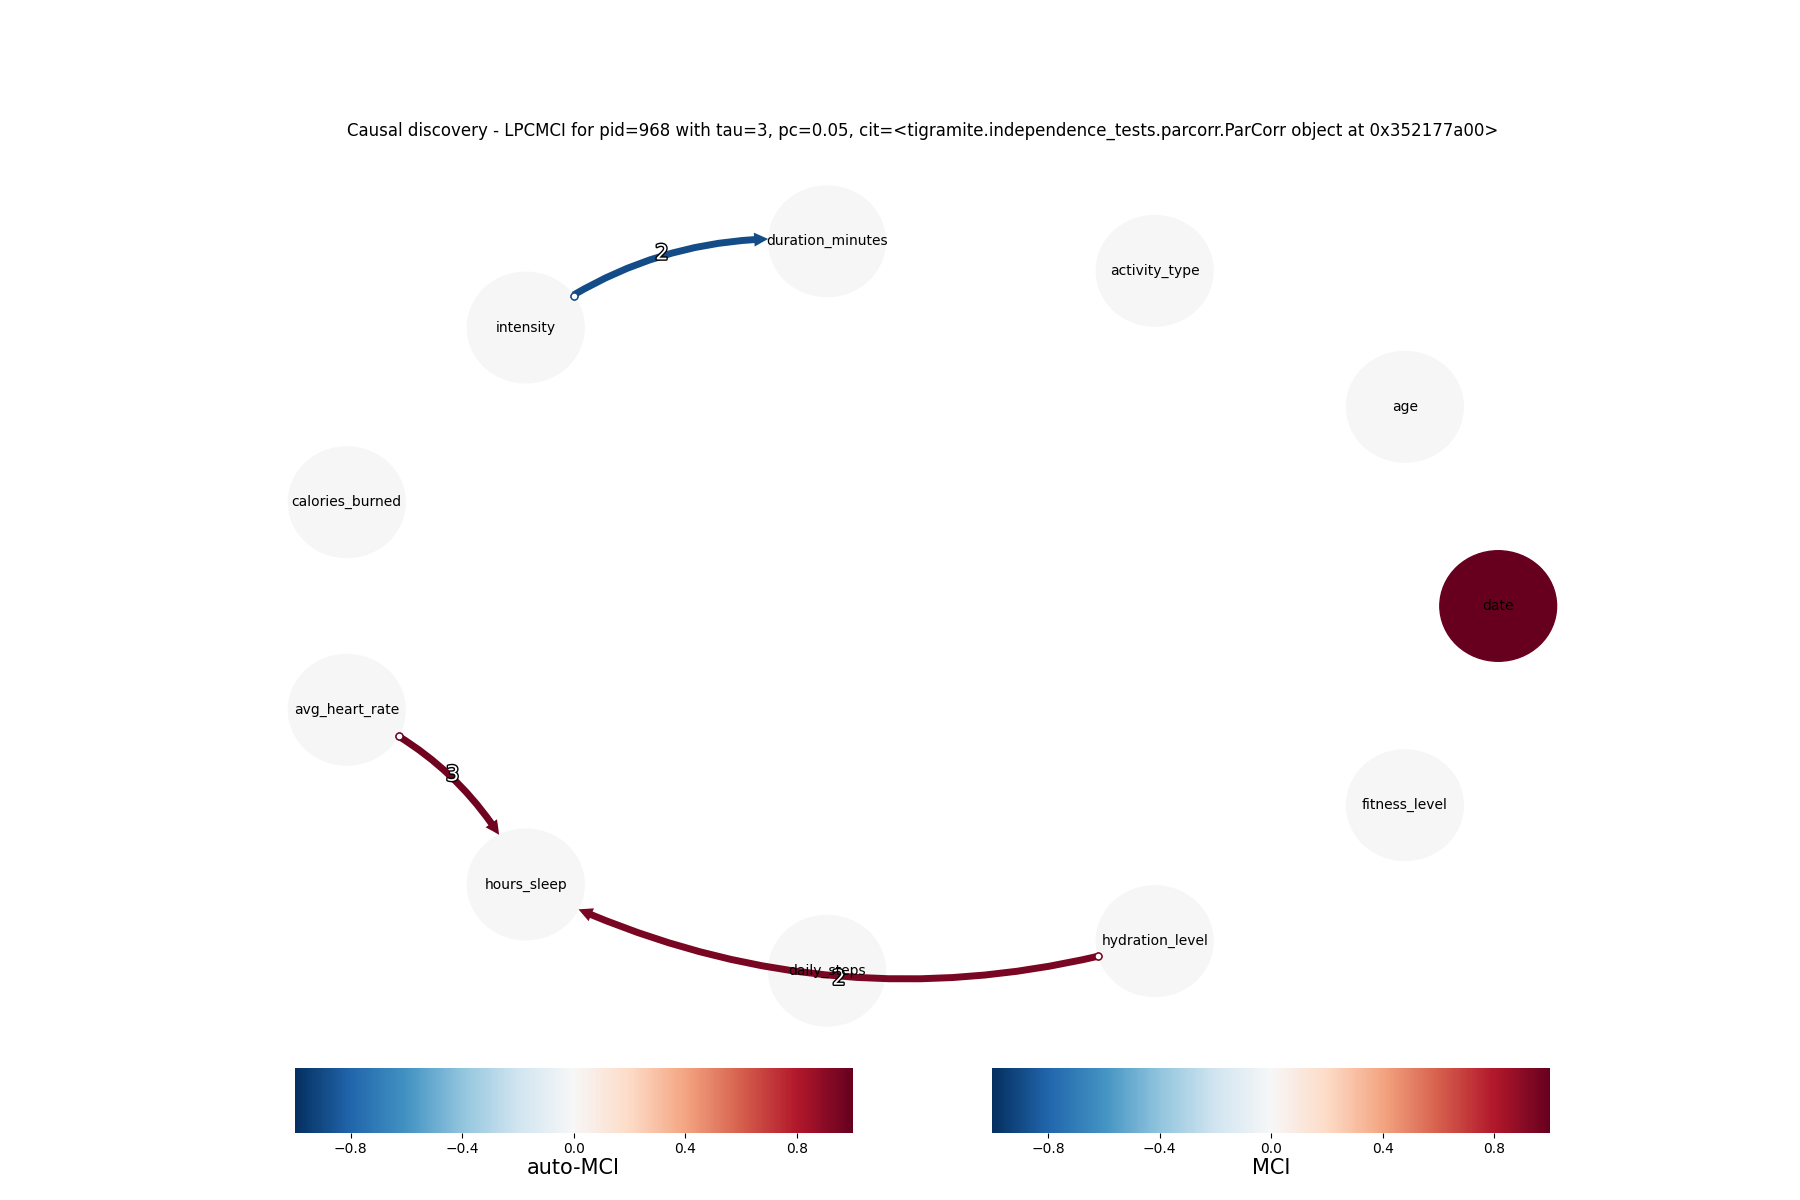 Causal discovery - LPCMCI for pid=968 with tau=3, pc=0.05, cit=<tigramite.independence_tests.parcorr.ParCorr object at 0x352177a00>
duration_minutes
2
activity_type
intensity
age
calories_burned
date
avg_heart_rate
3
fitness_level
hours_sleep
hydration_level
daily_steps
2
−0.8 −0.4 0.0 0.4 0.8
auto-MCI
−0.8 −0.4 0.0 0.4 0.8
MCI